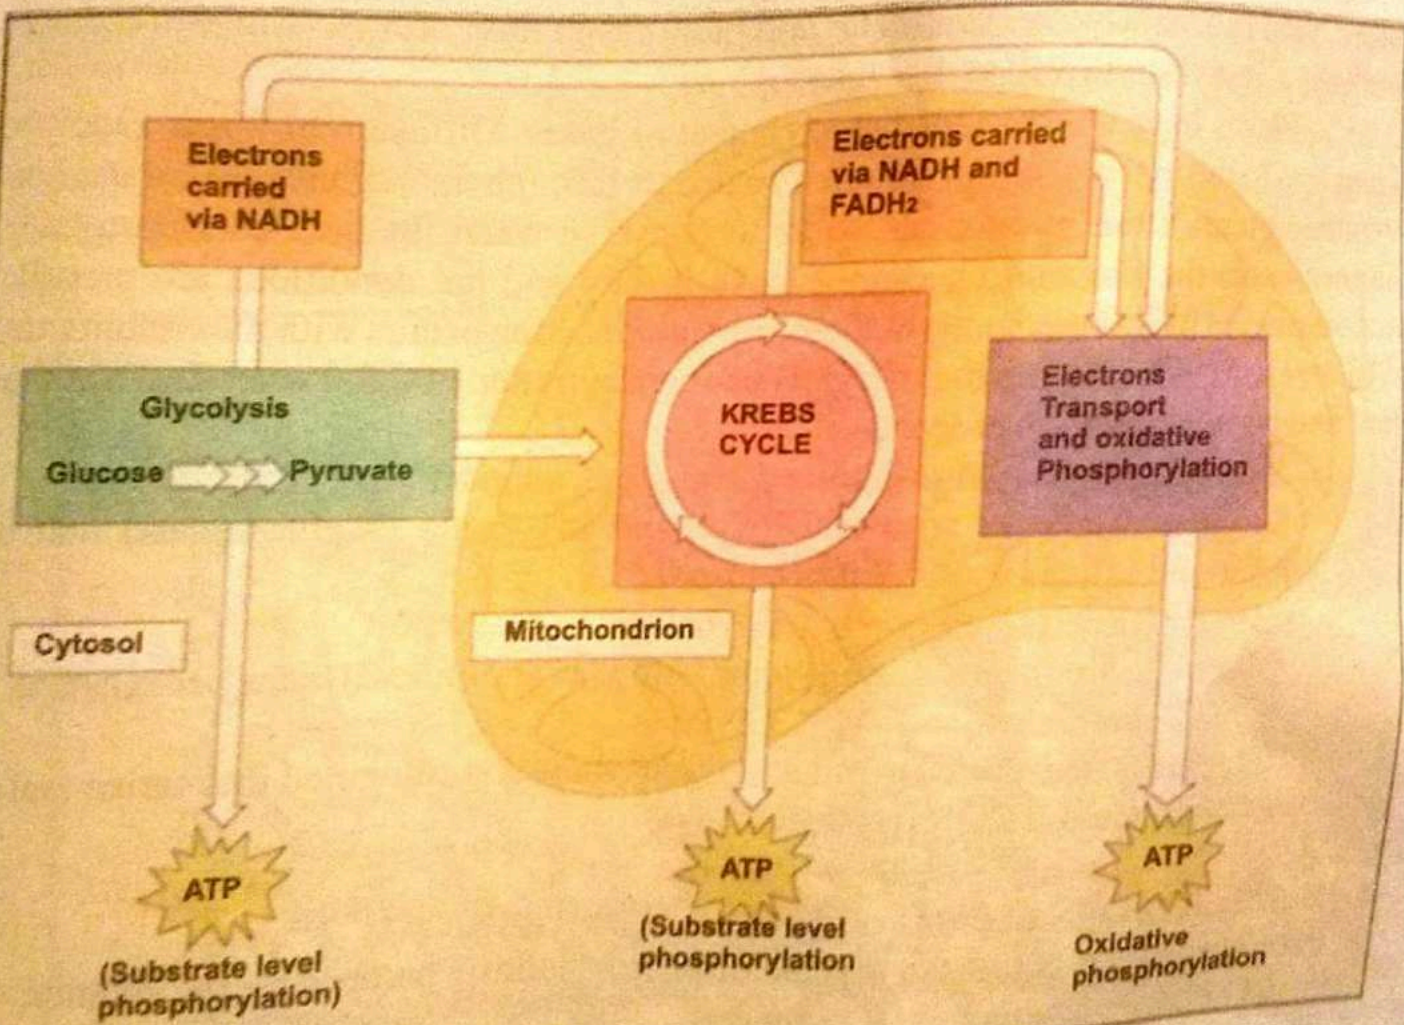 Electrons
carried
via NADH
Electrons carried
via NADH and
FADH2
Glycolysis
Glucose Pyruvate
KREBS
CYCLE
Electrons
Transport
and oxidative
Phosphorylation
Cytosol
Mitochondrion
ATP
(Substrate level
phosphorylation)
ATP
(Substrate level
phosphorylation
ATP
Oxidative
phosphorylation